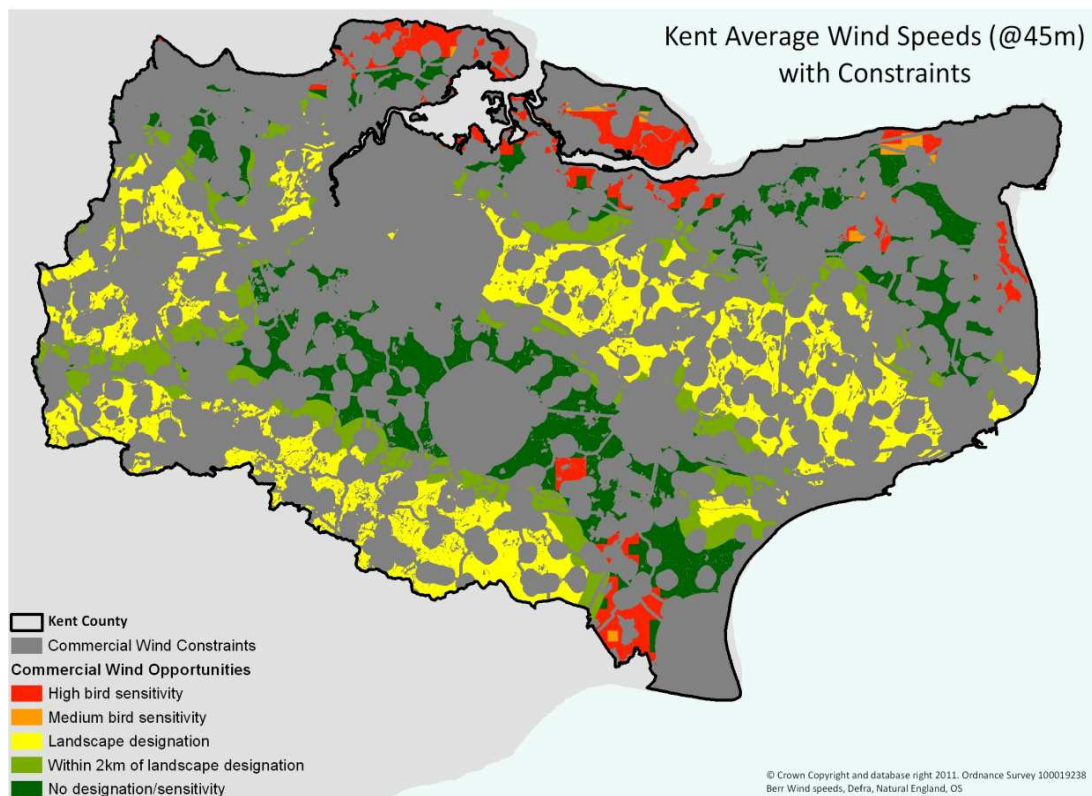 Kent Average Wind Speeds (@45m)
with Constraints
Kent County
Commercial Wind Constraints
Commercial Wind Opportunities
High bird sensitivity
Medium bird sensitivity
Landscape designation
Within 2km of landscape designation
No designation/sensitivity
© Crown Copyright and database right 2011. Ordnance Survey 100019238
Berr Wind speeds, Defra, Natural England, OS